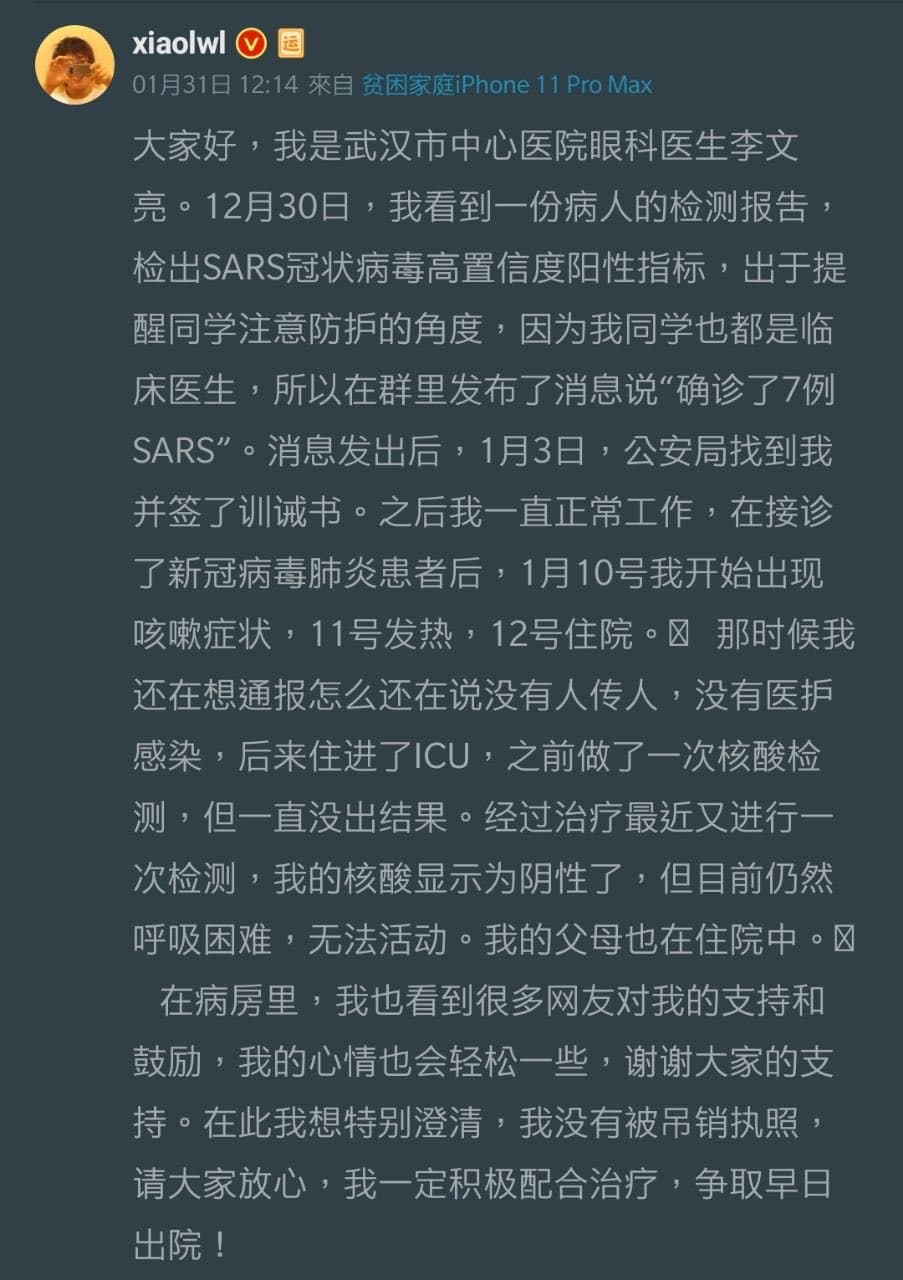 xiaolwl V 运
01月31日 12:14 來自 贫困家庭iPhone 11 Pro Max
大家好，我是武汉市中心医院眼科医生李文
亮。12月30日，我看到一份病人的检测报告，
检出SARS冠状病毒高置信度阳性指标，出于提
醒同学注意防护的角度，因为我同学也都是临
床医生，所以在群里发布了消息说“确诊了7例
SARS”。消息发出后，1月3日，公安局找到我
并签了训诫书。之后我一直正常工作，在接诊
了新冠病毒肺炎患者后，1月10号我开始出现
咳嗽症状，11号发热，12号住院。 那时候我
还在想通报怎么还在说没有人传人，没有医护
感染，后来住进了ICU，之前做了一次核酸检
测，但一直没出结果。经过治疗最近又进行一
次检测，我的核酸显示为阴性了，但目前仍然
呼吸困难，无法活动。我的父母也在住院中。
在病房里，我也看到很多网友对我的支持和
鼓励，我的心情也会轻松一些，谢谢大家的支
持。在此我想特别澄清，我没有被吊销执照，
请大家放心，我一定积极配合治疗，争取早日
出院！